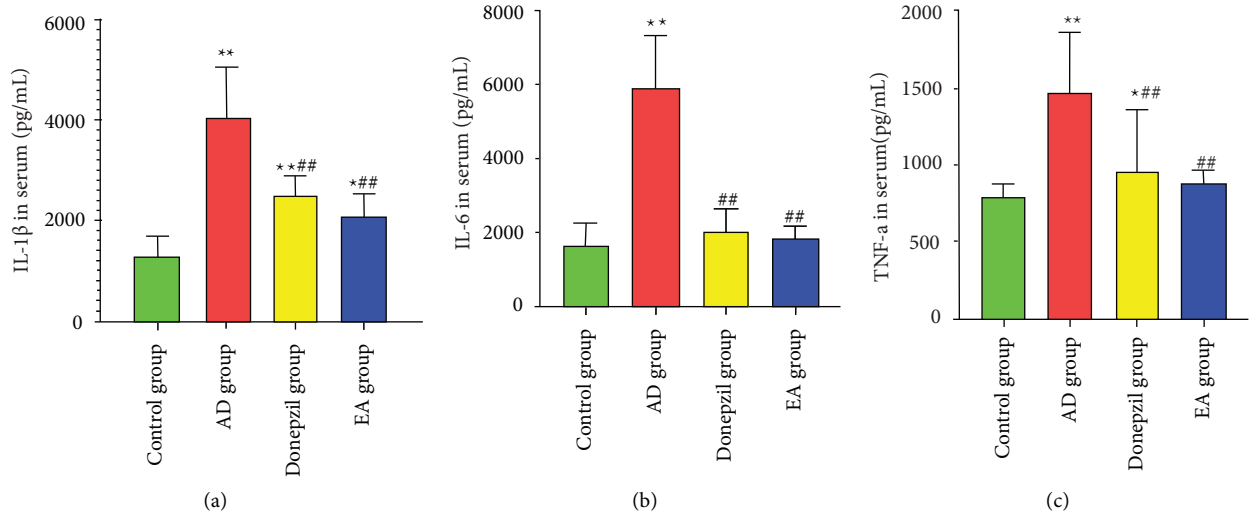 IL-1β in serum (pg/mL)
6000
4000
2000
0
**
**##
*##
Control group
AD group
Donepzil group
EA group
(a)
IL-6 in serum (pg/mL)
8000
6000
4000
2000
0
**
##
##
Control group
AD group
Donepzil group
EA group
(b)
TNF-a in serum(pg/mL)
2000
1500
1000
500
0
**
*##
##
Control group
AD group
Donepzil group
EA group
(c)